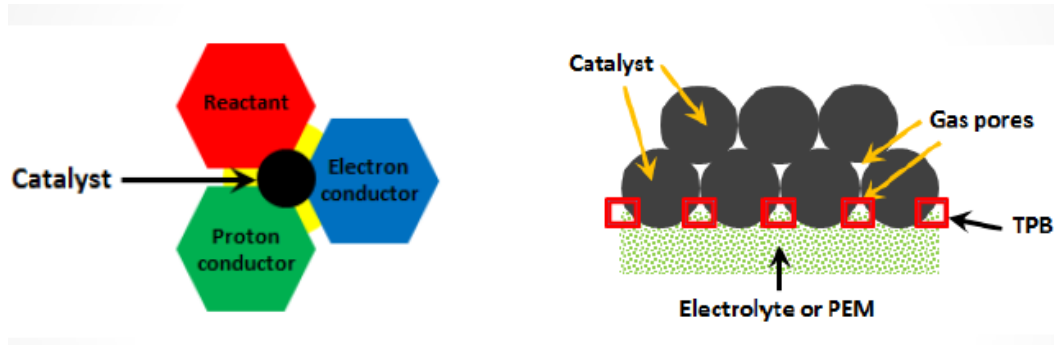 Reactant
Catalyst
Electron
conductor
Proton
conductor
Catalyst
Gas pores
TPB
Electrolyte or PEM